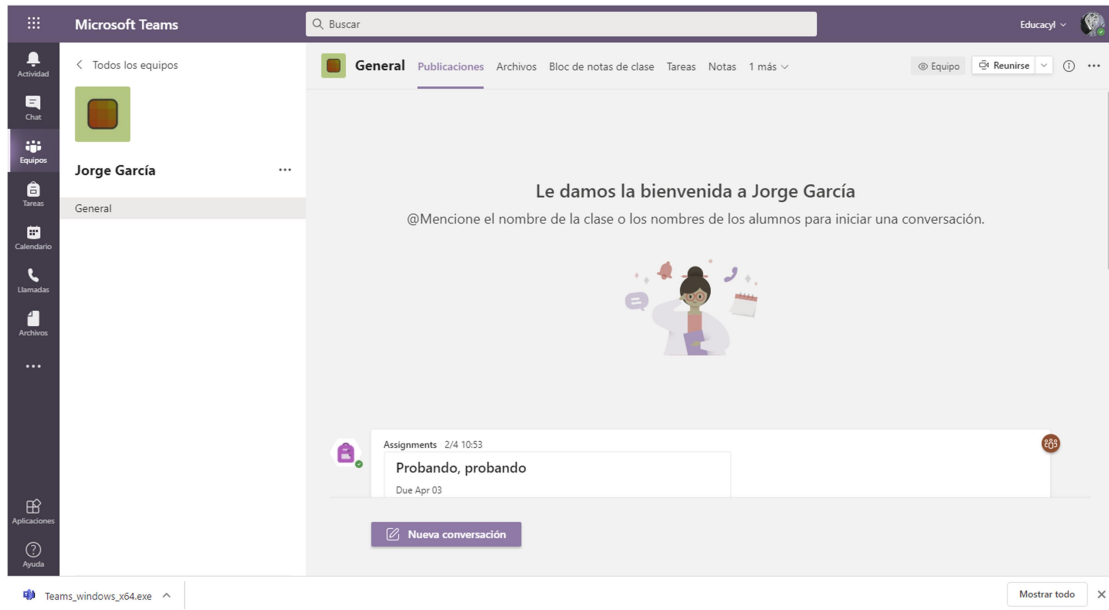 Microsoft Teams
Buscar
Educacyl
Actividad
Chat
Equipos
Tareas
Calendario
Llamadas
Archivos
Aplicaciones
Ayuda
Todos los equipos
Jorge García
General
General Publicaciones Archivos Bloc de notas de clase Tareas Notas 1 más
Equipo Reunirse
Le damos la bienvenida a Jorge García
@Mencione el nombre de la clase o los nombres de los alumnos para iniciar una conversación.
Assignments 2/4 10:53
Probando, probando
Due Apr 03
Nueva conversación
Teams_windows_x64.exe
Mostrar todo